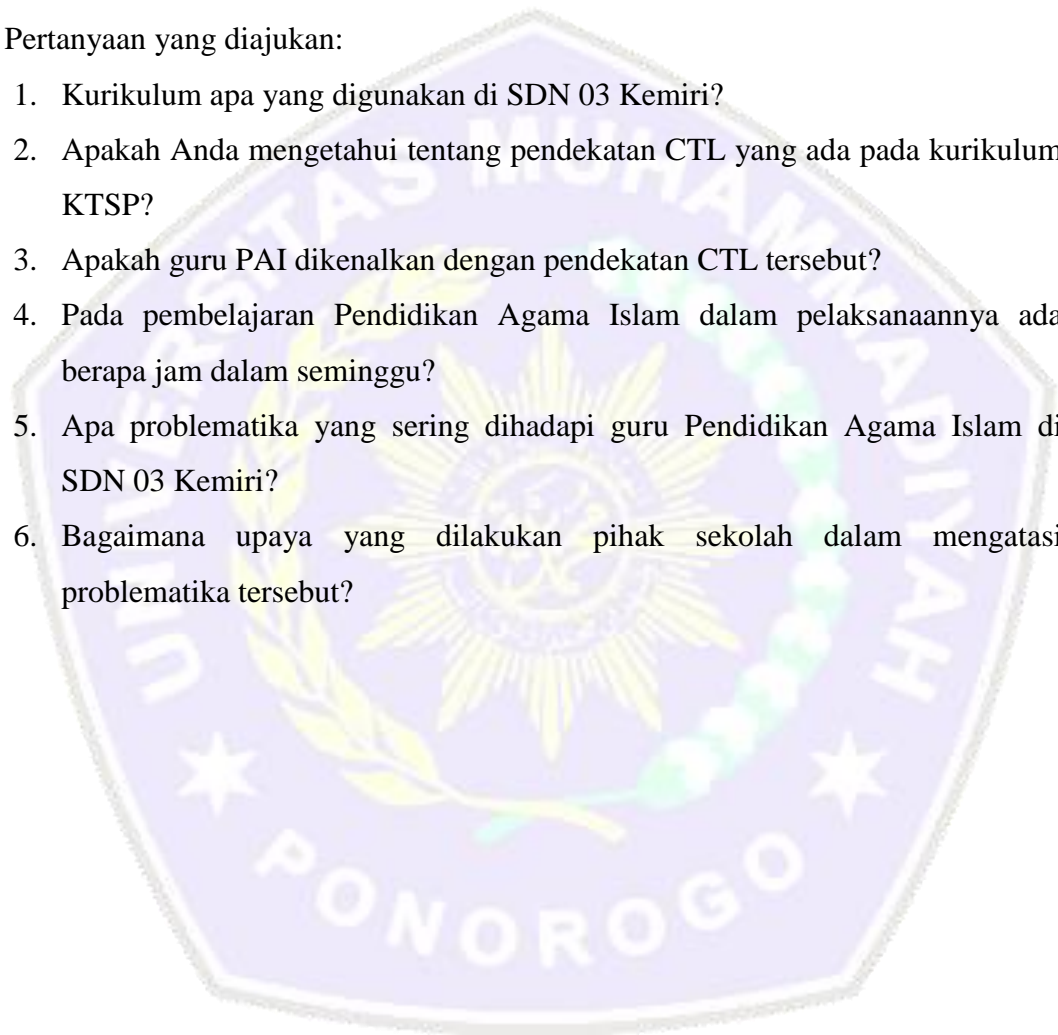 Pertanyaan yang diajukan:
1. Kurikulum apa yang digunakan di SDN 03 Kemiri?
2. Apakah Anda mengetahui tentang pendekatan CTL yang ada pada kurikulum
KTSP?
3. Apakah guru PAI dikenalkan dengan pendekatan CTL tersebut?
4. Pada pembelajaran Pendidikan Agama Islam dalam pelaksanaannya ada
berapa jam dalam seminggu?
5. Apa problematika yang sering dihadapi guru Pendidikan Agama Islam di
SDN 03 Kemiri?
6. Bagaimana upaya yang dilakukan pihak sekolah dalam mengatasi
problematika tersebut?
UNIVERSITAS MUHAMMADIYAH
PONOROGO